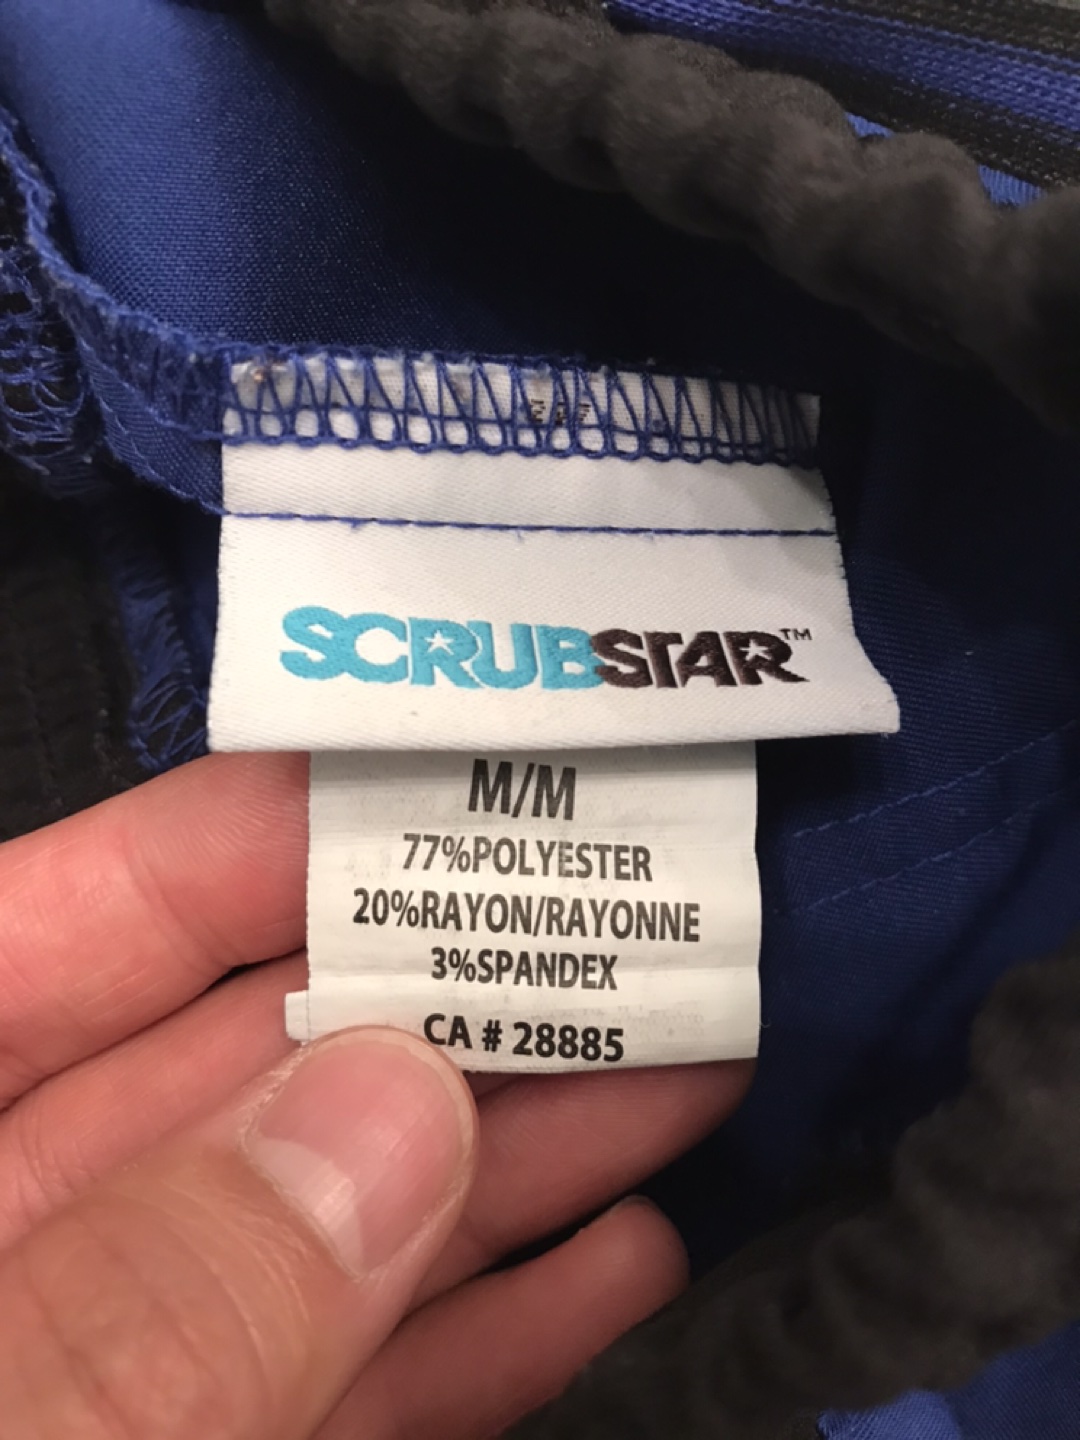 SCRUBSTAR™
M/M
77%POLYESTER
20%RAYON/RAYONNE
3%SPANDEX
CA # 28885